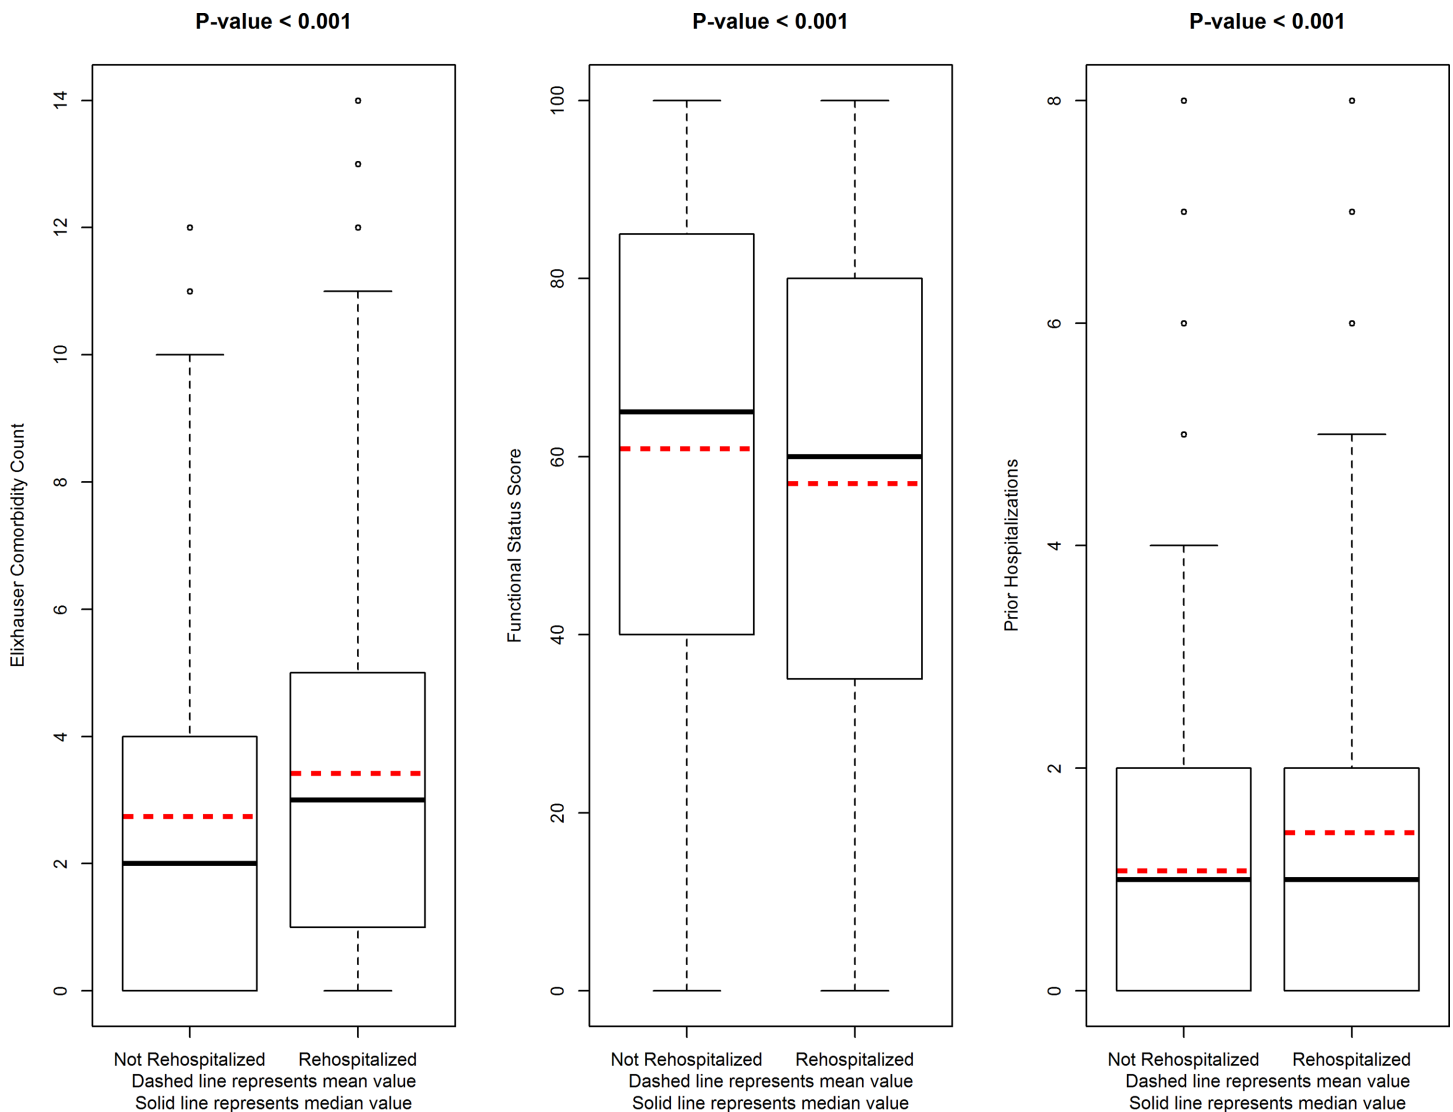 P-value < 0.001
Elixhauser Comorbidity Count
14
12
10
8
6
4
2
0
Not Rehospitalized Rehospitalized
Dashed line represents mean value
Solid line represents median value
P-value < 0.001
Functional Status Score
100
80
60
40
20
0
Not Rehospitalized Rehospitalized
Dashed line represents mean value
Solid line represents median value
P-value < 0.001
Prior Hospitalizations
8
6
4
2
0
Not Rehospitalized Rehospitalized
Dashed line represents mean value
Solid line represents median value